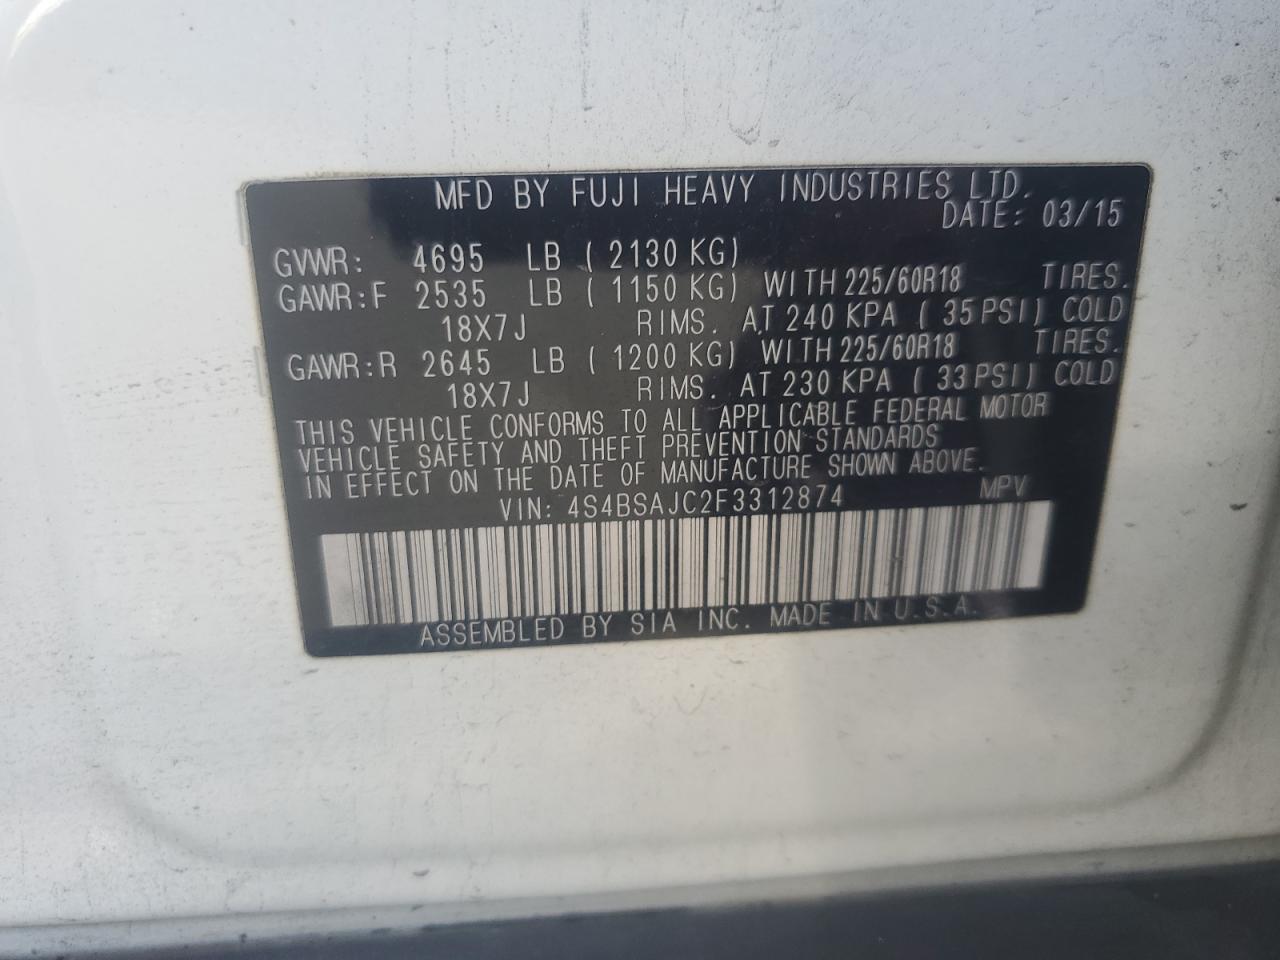 MFD BY FUJI HEAVY INDUSTRIES LTD.
DATE: 03/15
GVWR: 4695 LB ( 2130 KG)
GAWR:F 2535 LB ( 1150 KG) WITH 225/60R18 TIRES.
18X7J RIMS. AT 240 KPA ( 35 PSI) COLD
GAWR:R 2645 LB ( 1200 KG) WITH 225/60R18 TIRES.
18X7J RIMS. AT 230 KPA ( 33 PSI) COLD
THIS VEHICLE CONFORMS TO ALL APPLICABLE FEDERAL MOTOR
VEHICLE SAFETY AND THEFT PREVENTION STANDARDS
IN EFFECT ON THE DATE OF MANUFACTURE SHOWN ABOVE.
VIN: 4S4BSAJC2F3312874 MPV
ASSEMBLED BY SIA INC. MADE IN U.S.A.